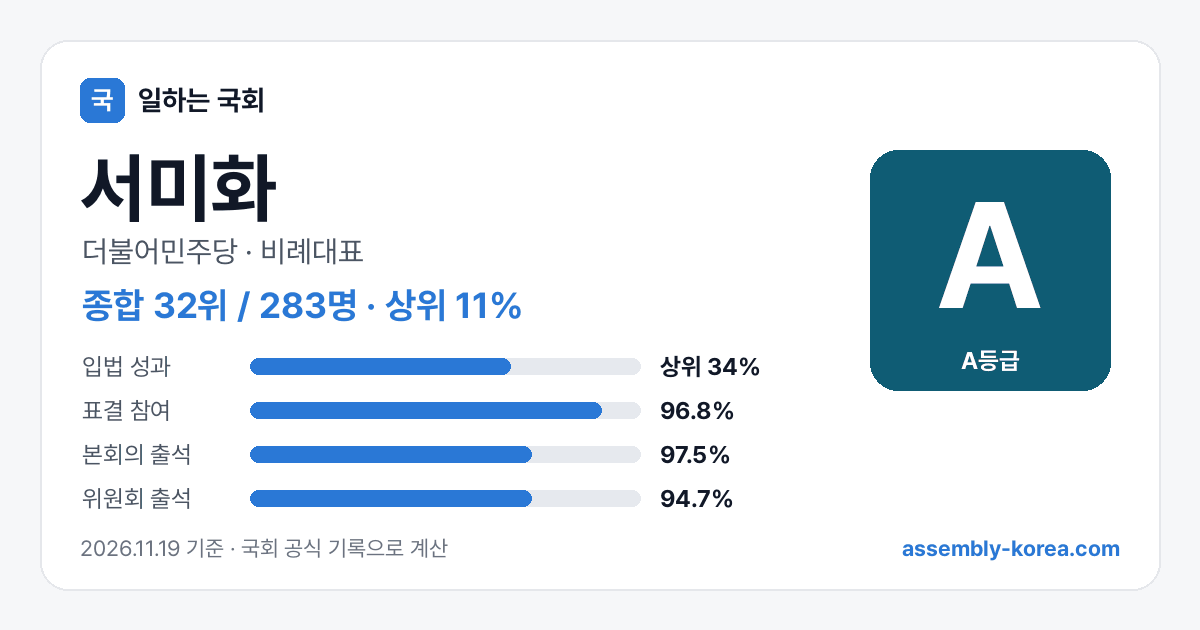 국 일하는 국회
서미화
더불어민주당 · 비례대표
종합 32위 / 283명 · 상위 11%
입법 성과 상위 34%
표결 참여 96.8%
본회의 출석 97.5%
위원회 출석 94.7%
A
A등급
2026.11.19 기준 · 국회 공식 기록으로 계산
assembly-korea.com